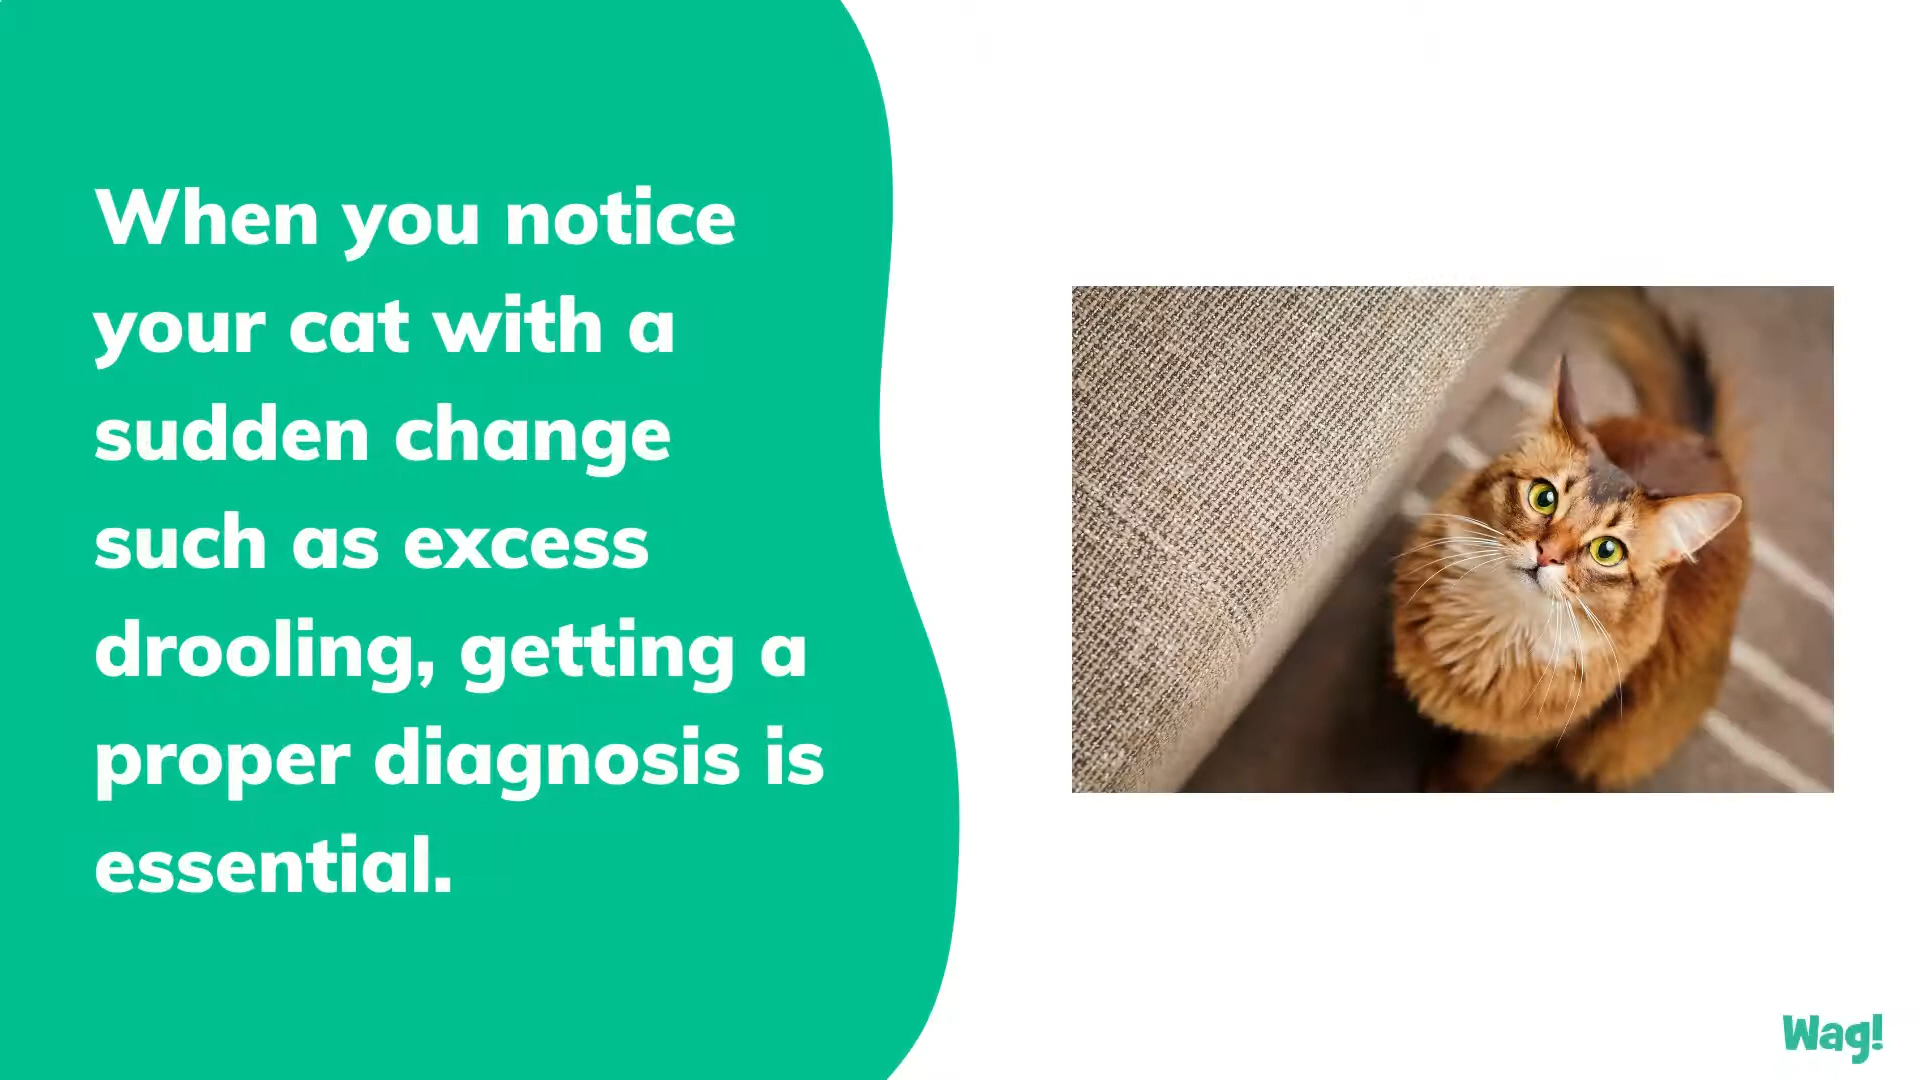 When you notice
your cat with a
sudden change
such as excess
drooling, getting a
proper diagnosis is
essential.
Wag!